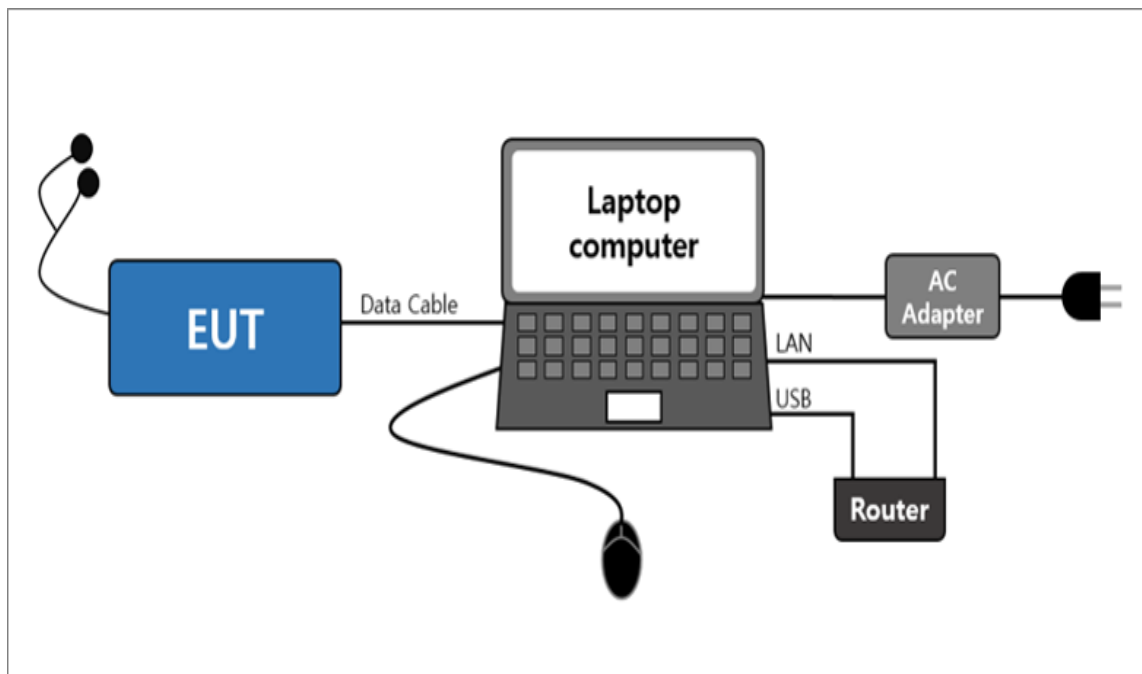 Laptop
computer
EUT
Data Cable
AC
Adapter
LAN
USB
Router